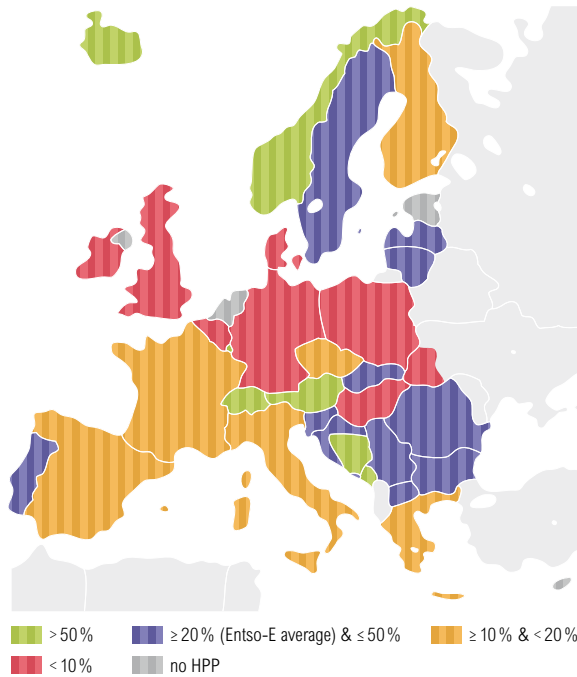 > 50 % ≥ 20 % (Entso-E average) & ≤ 50 % ≥ 10 % & < 20 %
< 10 % no HPP